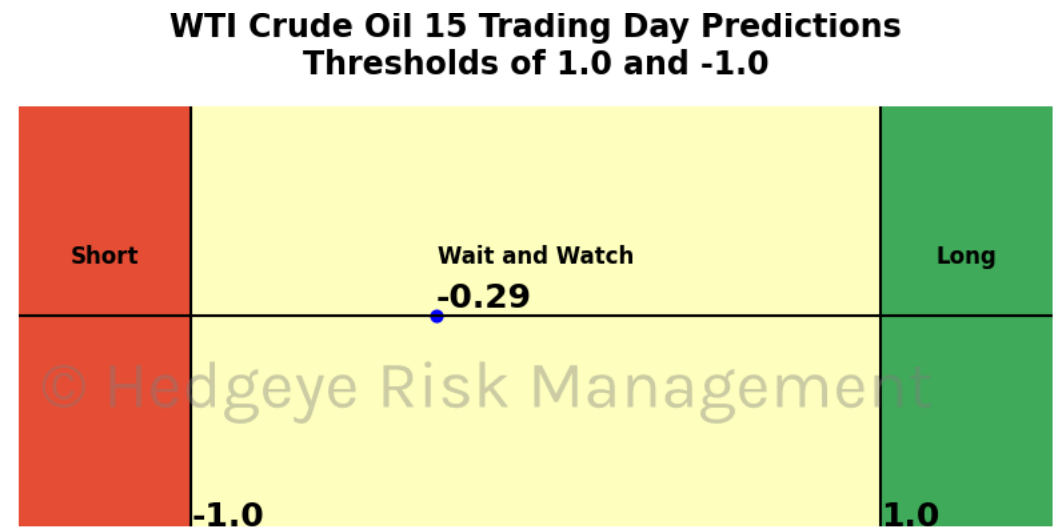 WTI Crude Oil 15 Trading Day Predictions
Thresholds of 1.0 and -1.0
Short
Wait and Watch
Long
-0.29
© Hedgeye Risk Management
-1.0
1.0